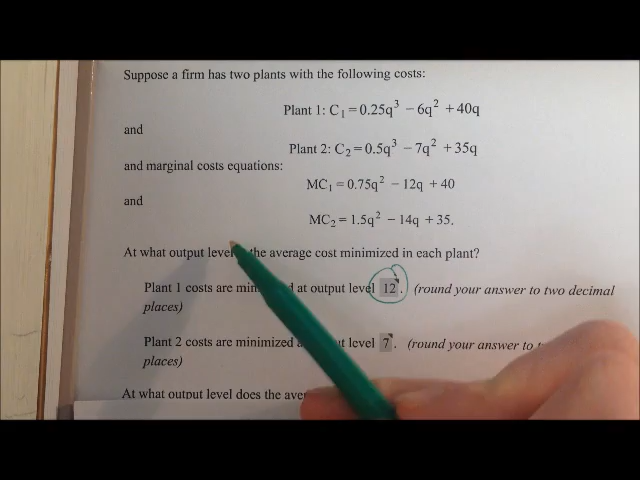 Suppose a firm has two plants with the following costs:
Plant 1: C₁ = 0.25q³ − 6q² + 40q
and
Plant 2: C₂ = 0.5q³ − 7q² + 35q
and marginal costs equations:
MC₁ = 0.75q² − 12q + 40
and
MC₂ = 1.5q² − 14q + 35.
At what output level the average cost minimized in each plant?
Plant 1 costs are at output level 12. (round your answer to two decimal
places)
Plant 2 costs are minimized level 7. (round your answer to
places)
At what output level does the